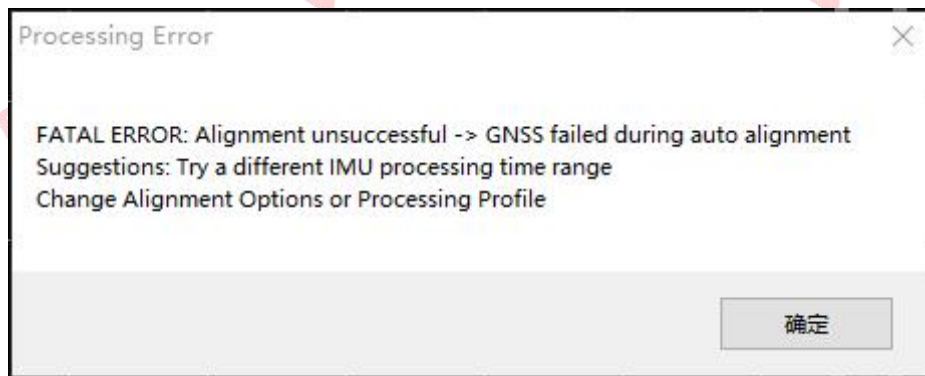 Processing Error
FATAL ERROR: Alignment unsuccessful -> GNSS failed during auto alignment
Suggestions: Try a different IMU processing time range
Change Alignment Options or Processing Profile
确定